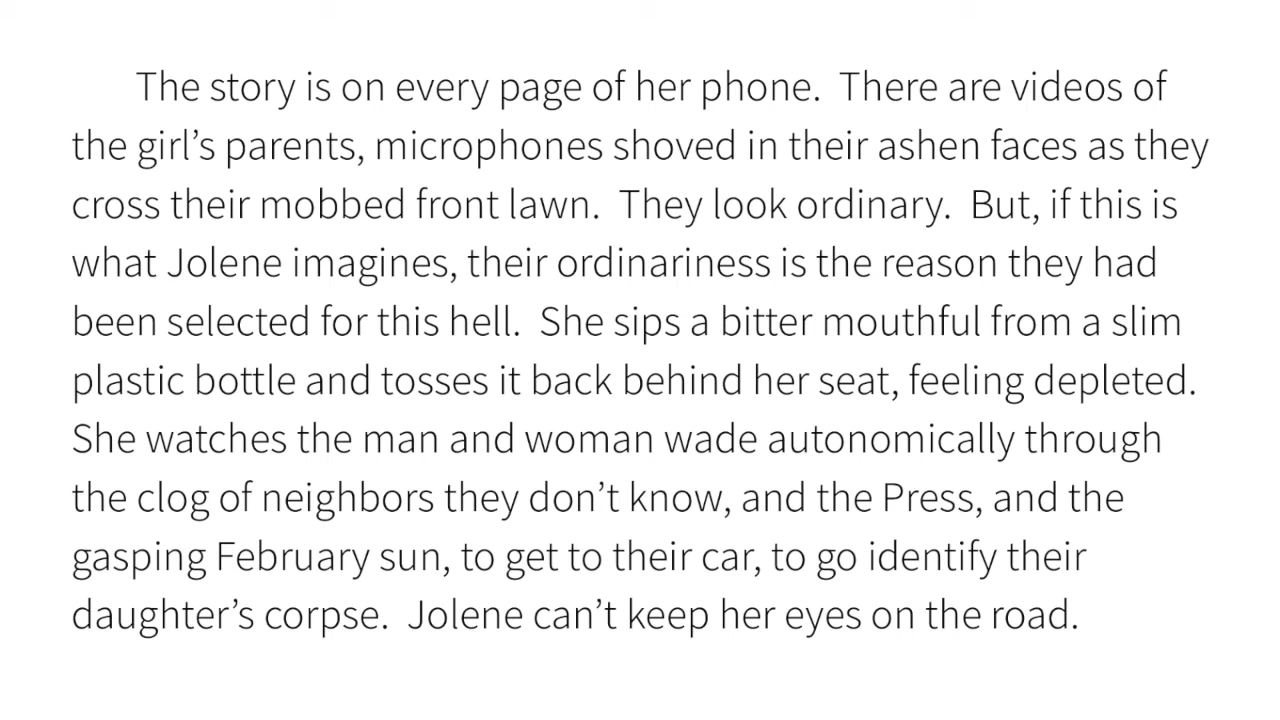 The story is on every page of her phone.  There are videos of
the girl’s parents, microphones shoved in their ashen faces as they
cross their mobbed front lawn.  They look ordinary.  But, if this is
what Jolene imagines, their ordinariness is the reason they had
been selected for this hell.  She sips a bitter mouthful from a slim
plastic bottle and tosses it back behind her seat, feeling depleted.
She watches the man and woman wade autonomically through
the clog of neighbors they don’t know, and the Press, and the
gasping February sun, to get to their car, to go identify their
daughter’s corpse.  Jolene can’t keep her eyes on the road.